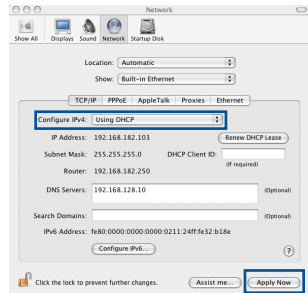 Network
Show All Displays Sound Network Startup Disk
Location: Automatic
Show: Built-in Ethernet
TCP/IP PPPoE AppleTalk Proxies Ethernet
Configure IPv4: Using DHCP
IP Address: 192.168.182.103 Renew DHCP Lease
Subnet Mask: 255.255.255.0 DHCP Client ID:
(If required)
Router: 192.168.182.250
DNS Servers: 192.168.128.10 (Optional)
Search Domains: (Optional)
IPv6 Address: fe80:0000:0000:0000:0211:24ff:fe32:b18e
Configure IPv6... ?
Click the lock to prevent further changes. Assist me... Apply Now